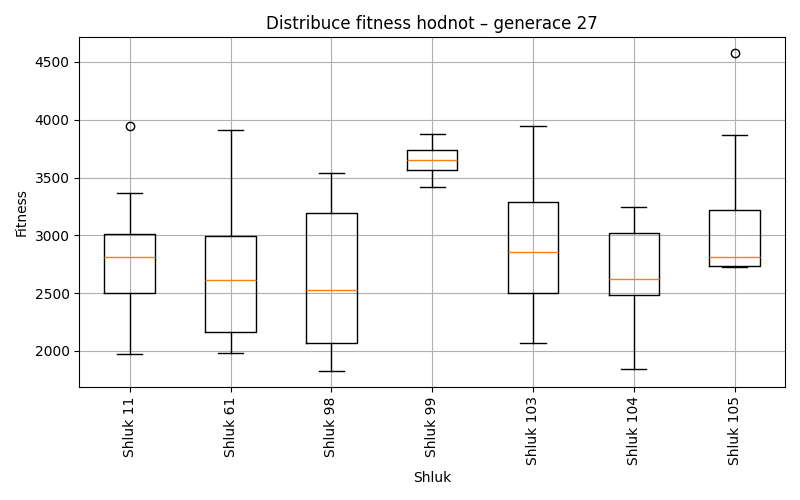 Distribuce fitness hodnot – generace 27
Fitness
4500
4000
3500
3000
2500
2000
Shluk 11
Shluk 61
Shluk 98
Shluk 99
Shluk 103
Shluk 104
Shluk 105
Shluk